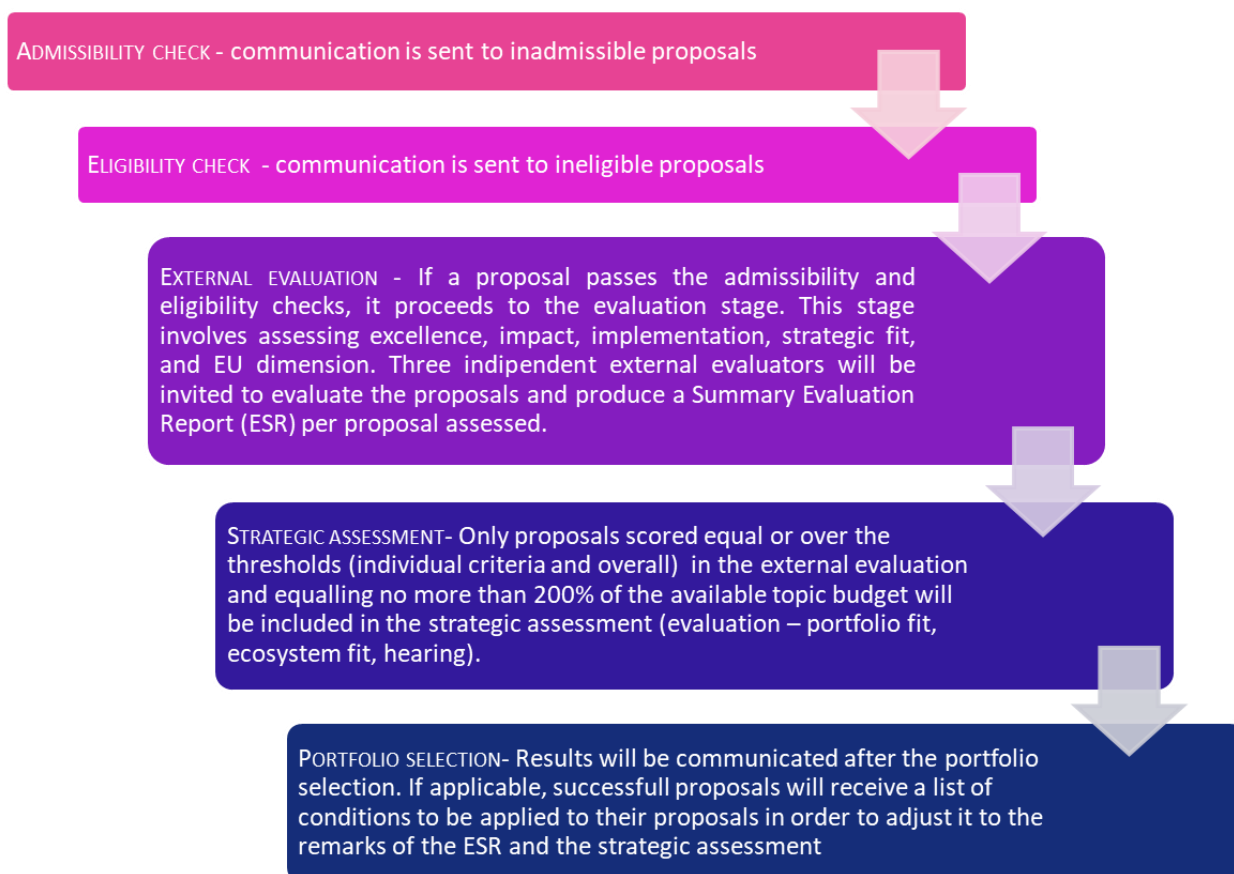 ADMISSIBILITY CHECK - communication is sent to inadmissible proposals
ELIGIBILITY CHECK - communication is sent to ineligible proposals
EXTERNAL EVALUATION - If a proposal passes the admissibility and
eligibility checks, it proceeds to the evaluation stage. This stage
involves assessing excellence, impact, implementation, strategic fit,
and EU dimension. Three indipendent external evaluators will be
invited to evaluate the proposals and produce a Summary Evaluation
Report (ESR) per proposal assessed.
STRATEGIC ASSESSMENT- Only proposals scored equal or over the
thresholds (individual criteria and overall) in the external evaluation
and equalling no more than 200% of the available topic budget will
be included in the strategic assessment (evaluation – portfolio fit,
ecosystem fit, hearing).
PORTFOLIO SELECTION- Results will be communicated after the portfolio
selection. If applicable, successfull proposals will receive a list of
conditions to be applied to their proposals in order to adjust it to the
remarks of the ESR and the strategic assessment